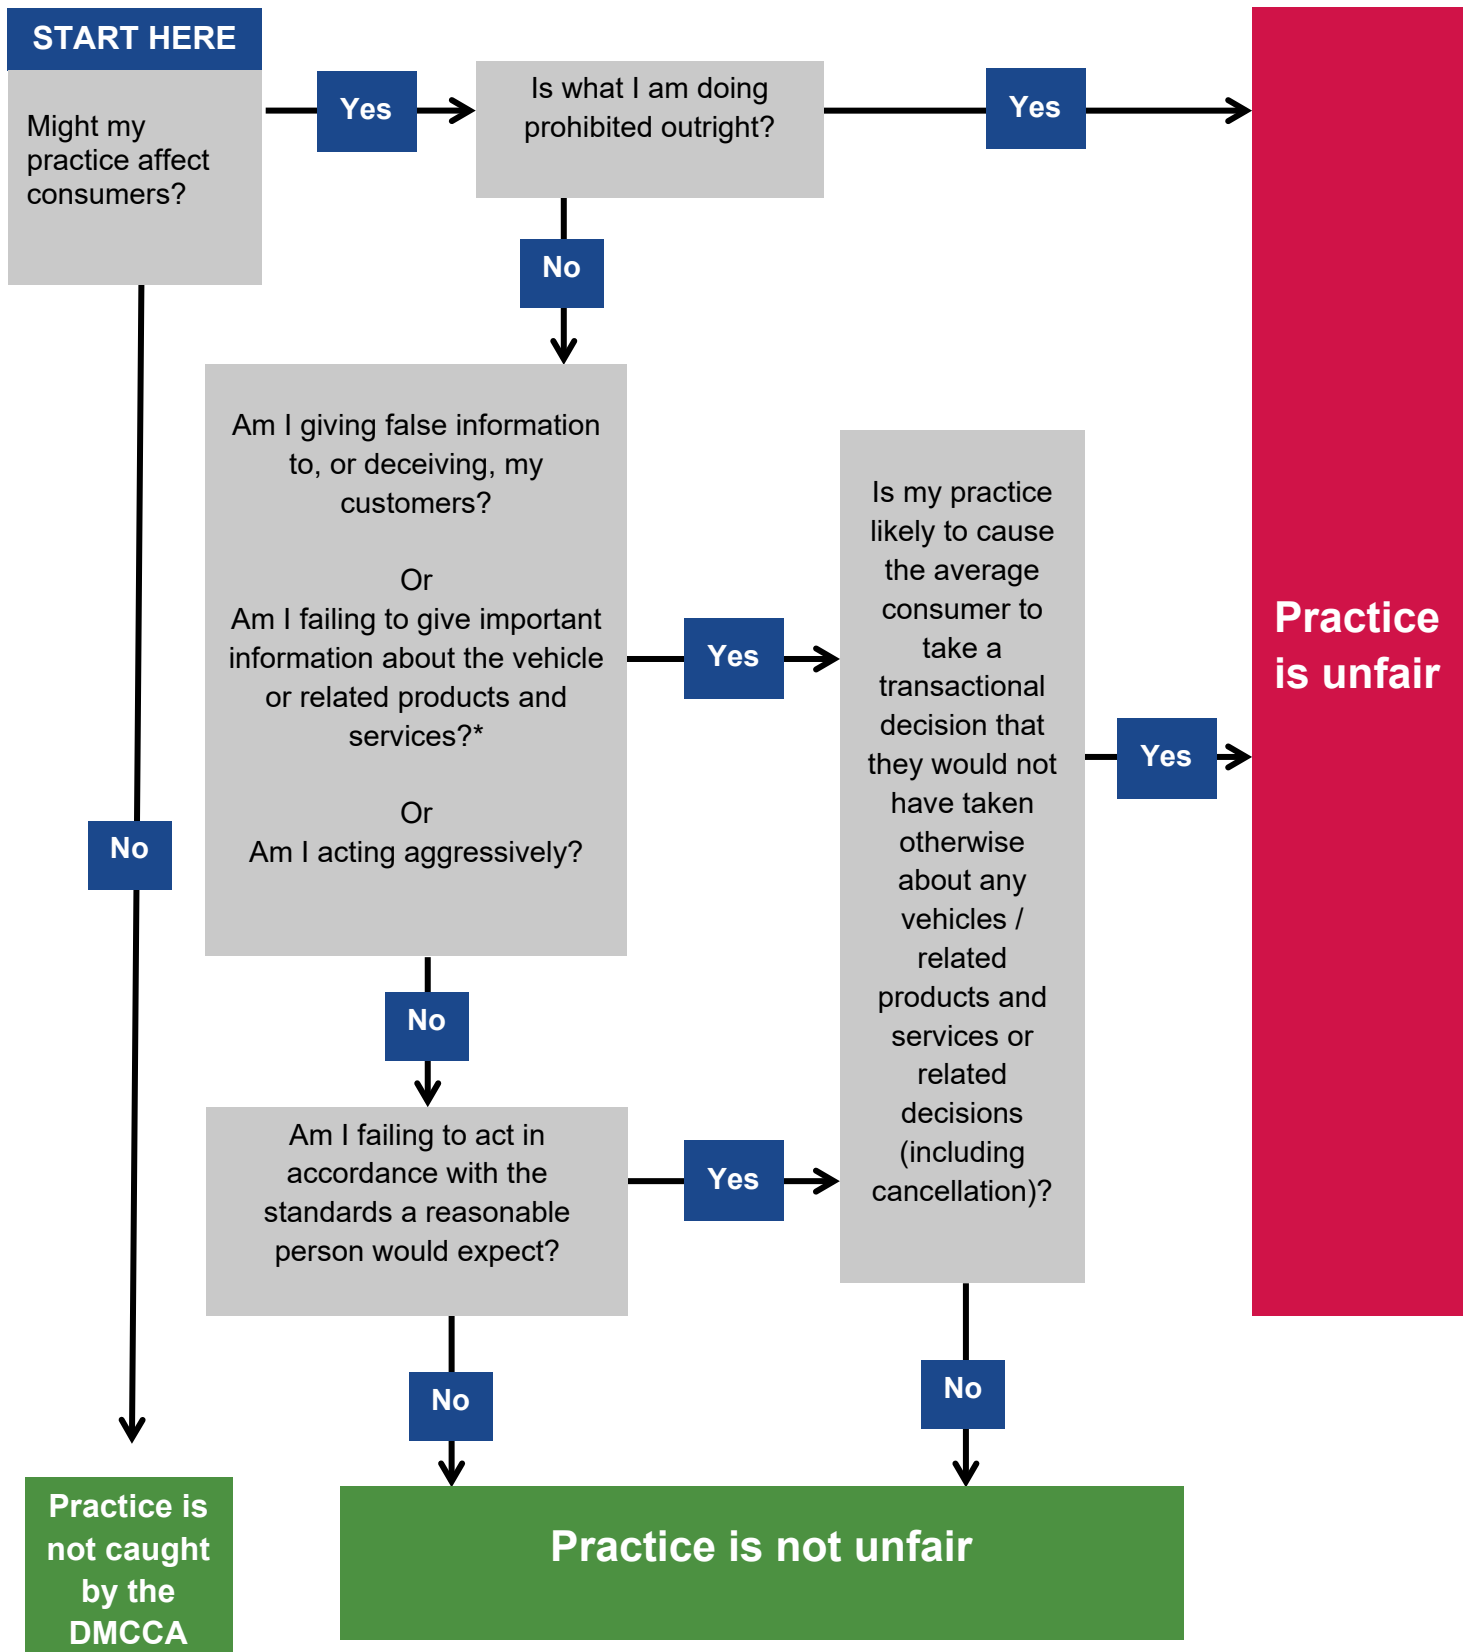 START HERE
Might my
practice affect
consumers?
Yes
Is what I am doing
prohibited outright?
Yes
No
Am I giving false information
to, or deceiving, my
customers?
Or
Am I failing to give important
information about the vehicle
or related products and
services?*
Or
Am I acting aggressively?
Yes
Is my practice
likely to cause
the average
consumer to
take a
transactional
decision that
they would not
have taken
otherwise
about any
vehicles /
related
products and
services or
related
decisions
(including
cancellation)?
Yes
Practice
is unfair
No
No
Am I failing to act in
accordance with the
standards a reasonable
person would expect?
Yes
No
No
Practice is
not caught
by the
DMCCA
Practice is not unfair